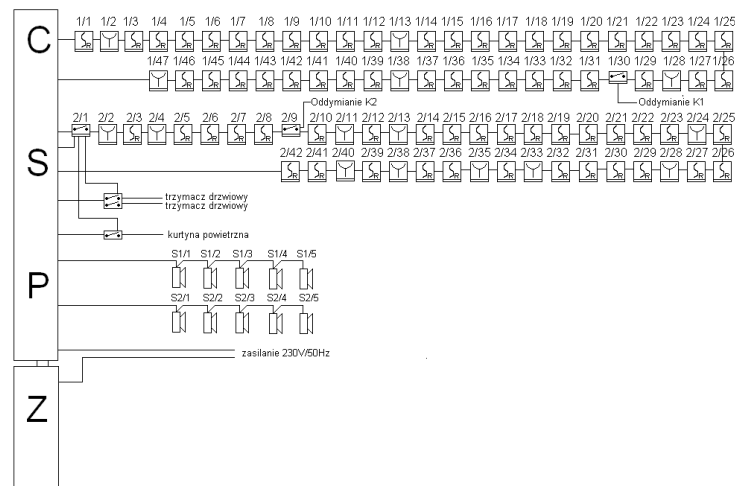 1/1 1/2 1/3 1/4 1/5 1/6 1/7 1/8 1/9 1/10 1/11 1/12 1/13 1/14 1/15 1/16 1/17 1/18 1/19 1/20 1/21 1/22 1/23 1/24 1/25
C
1/47 1/46 1/45 1/44 1/43 1/42 1/41 1/40 1/39 1/38 1/37 1/36 1/35 1/34 1/33 1/32 1/31 1/30 1/29 1/28 1/27 1/26
Oddymianie K2 Oddymianie K1
2/1 2/2 2/3 2/4 2/5 2/6 2/7 2/8 2/9 2/10 2/11 2/12 2/13 2/14 2/15 2/16 2/17 2/18 2/19 2/20 2/21 2/22 2/23 2/24 2/25
S
2/42 2/41 2/40 2/39 2/38 2/37 2/36 2/35 2/34 2/33 2/32 2/31 2/30 2/29 2/28 2/27 2/26
trzymacz drzwiowy
trzymacz drzwiowy
kurtyna powietrzna
S1/1 S1/2 S1/3 S1/4 S1/5
P
S2/1 S2/2 S2/3 S2/4 S2/5
zasilanie 230V/50Hz
Z